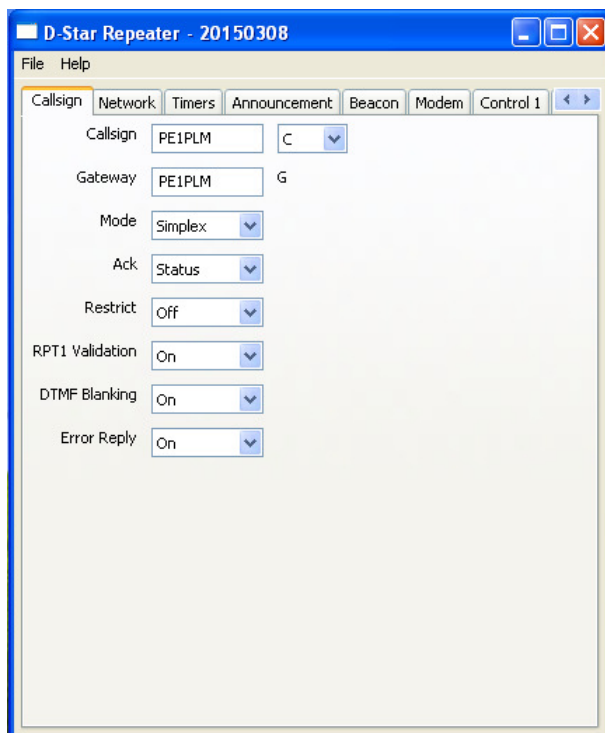 D-Star Repeater - 20150308
File Help
Callsign Network Timers Announcement Beacon Modem Control 1
Callsign PE1PLM C
Gateway PE1PLM G
Mode Simplex
Ack Status
Restrict Off
RPT1 Validation On
DTMF Blanking On
Error Reply On